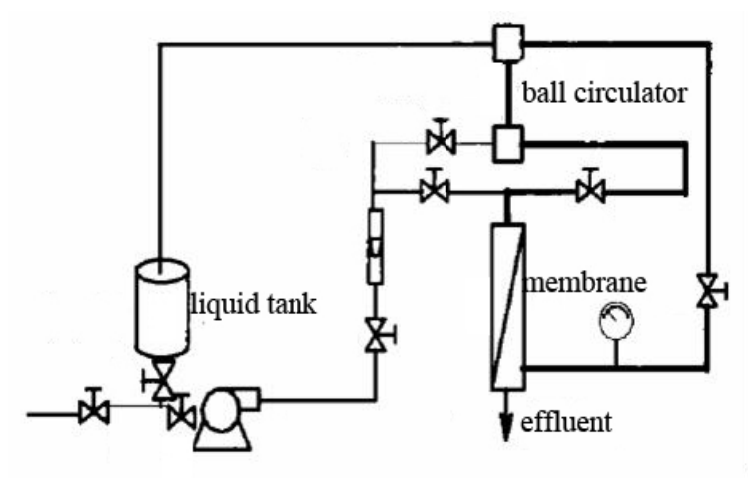 ball circulator
membrane
liquid tank
effluent